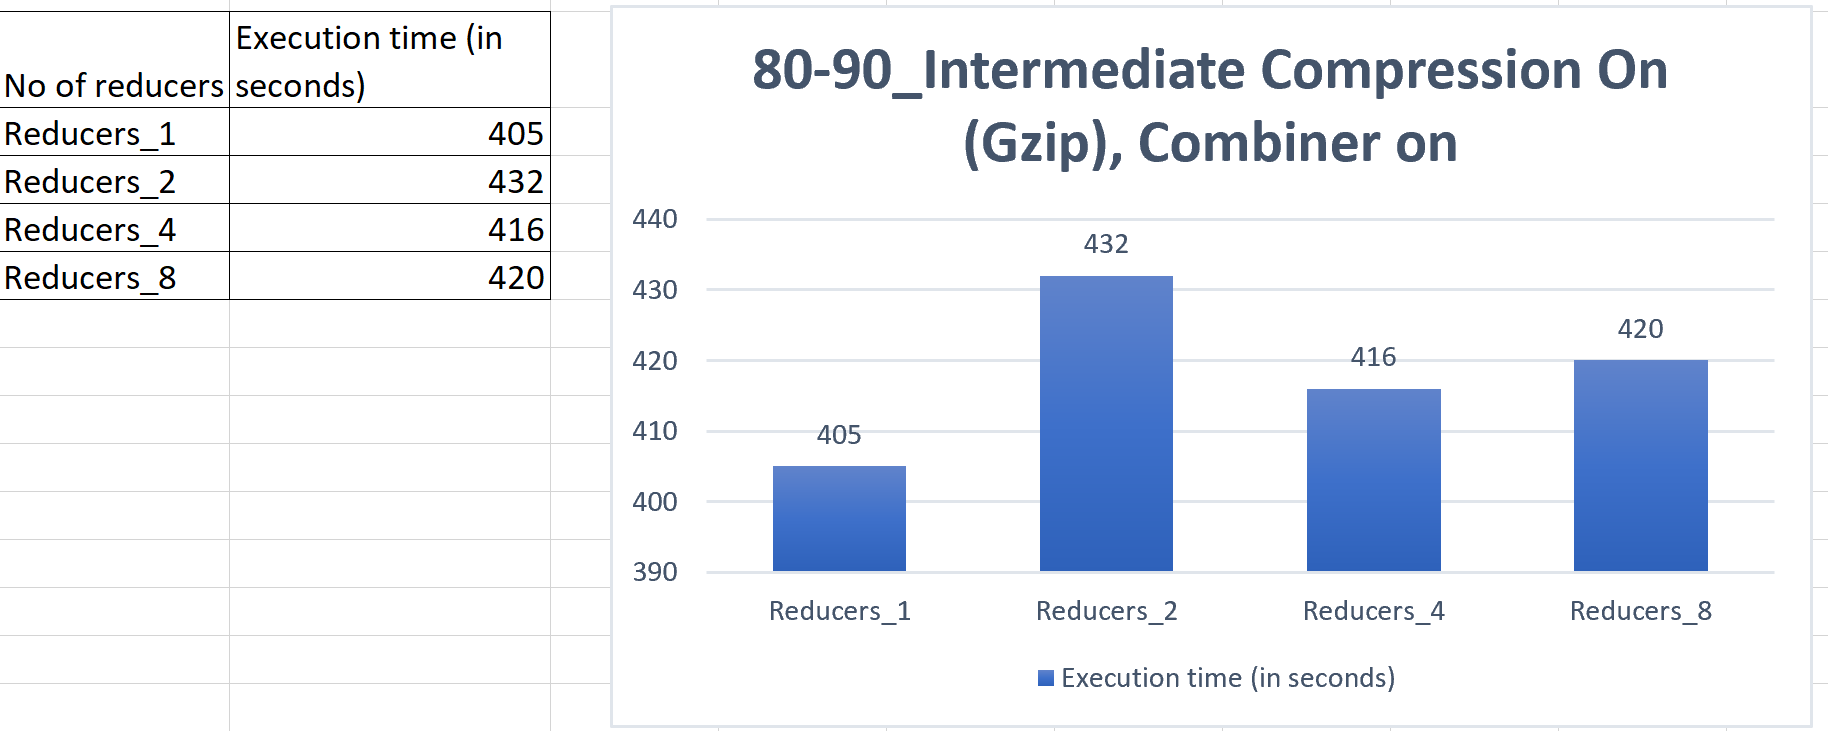 No of reducers Execution time (in seconds)
Reducers_1 405
Reducers_2 432
Reducers_4 416
Reducers_8 420
80-90_Intermediate Compression On
(Gzip), Combiner on
440
430
420
410
400
390
405
432
416
420
Reducers_1 Reducers_2 Reducers_4 Reducers_8
Execution time (in seconds)